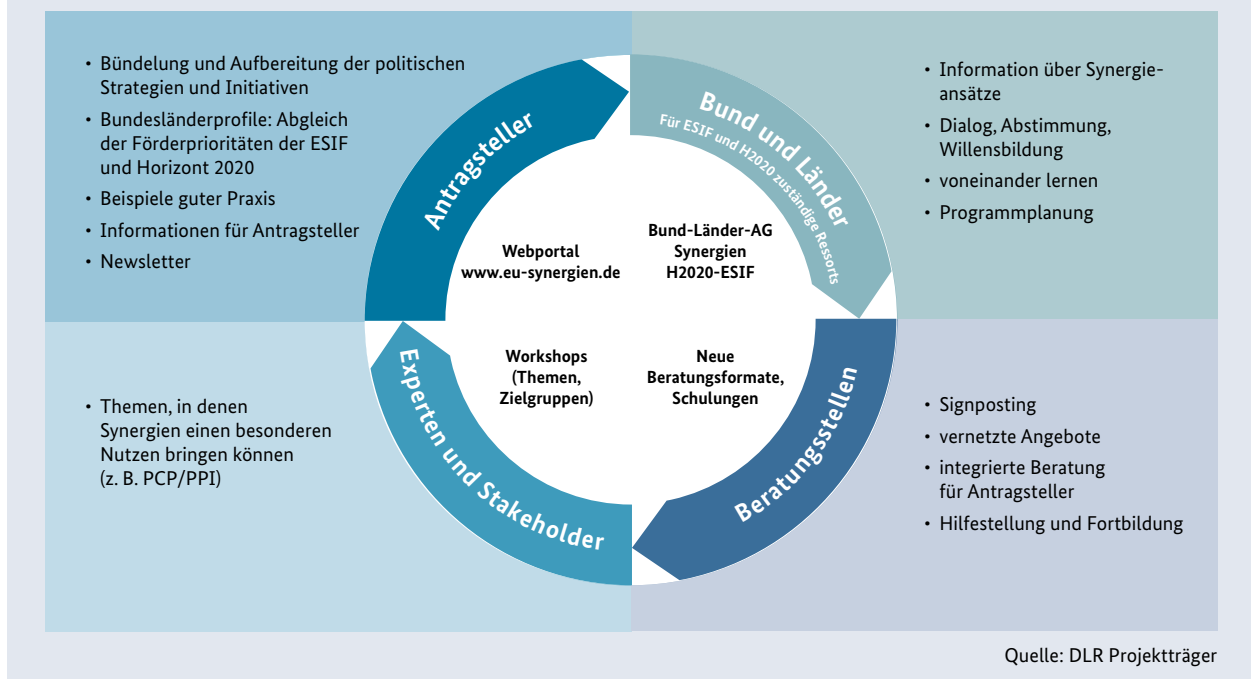 • Bündelung und Aufbereitung der politischen
Strategien und Initiativen
• Bundesländerprofile: Abgleich
der Förderprioritäten der ESIF
und Horizont 2020
• Beispiele guter Praxis
• Informationen für Antragsteller
• Newsletter
Antragsteller
Webportal
www.eu-synergien.de
Bund und Länder
Für ESIF und H2020 zuständige Ressorts
Bund-Länder-AG
Synergien
H2020-ESIF
• Information über Synergie-
ansätze
• Dialog, Abstimmung,
Willensbildung
• voneinander lernen
• Programmplanung
• Themen, in denen
Synergien einen besonderen
Nutzen bringen können
(z. B. PCP/PPI)
Experten und Stakeholder
Workshops
(Themen,
Zielgruppen)
Neue
Beratungsformate,
Schulungen
Beratungsstellen
• Signposting
• vernetzte Angebote
• integrierte Beratung
für Antragsteller
• Hilfestellung und Fortbildung
Quelle: DLR Projektträger